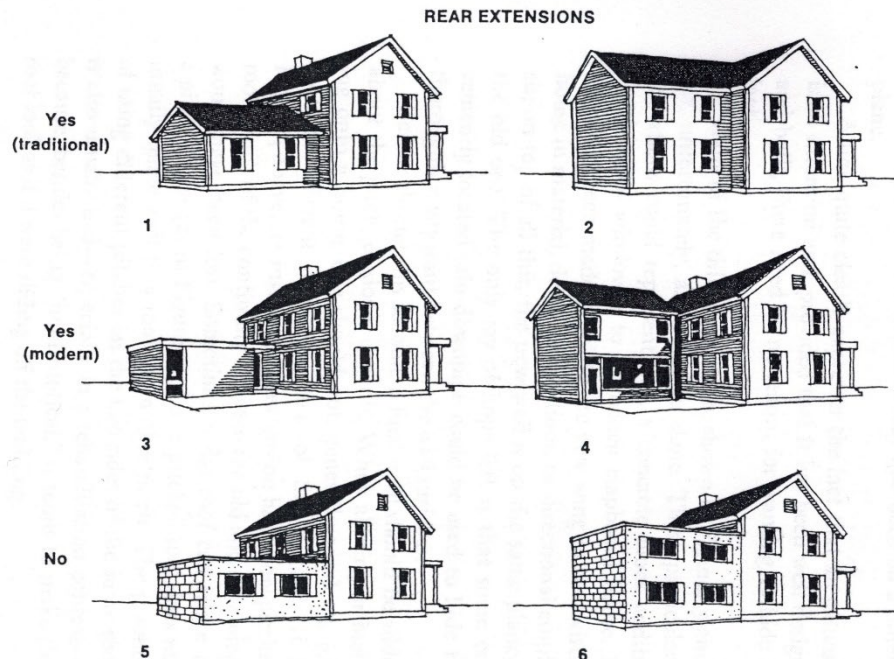 REAR EXTENSIONS
Yes
(traditional)
1
2
Yes
(modern)
3
4
No
5
6